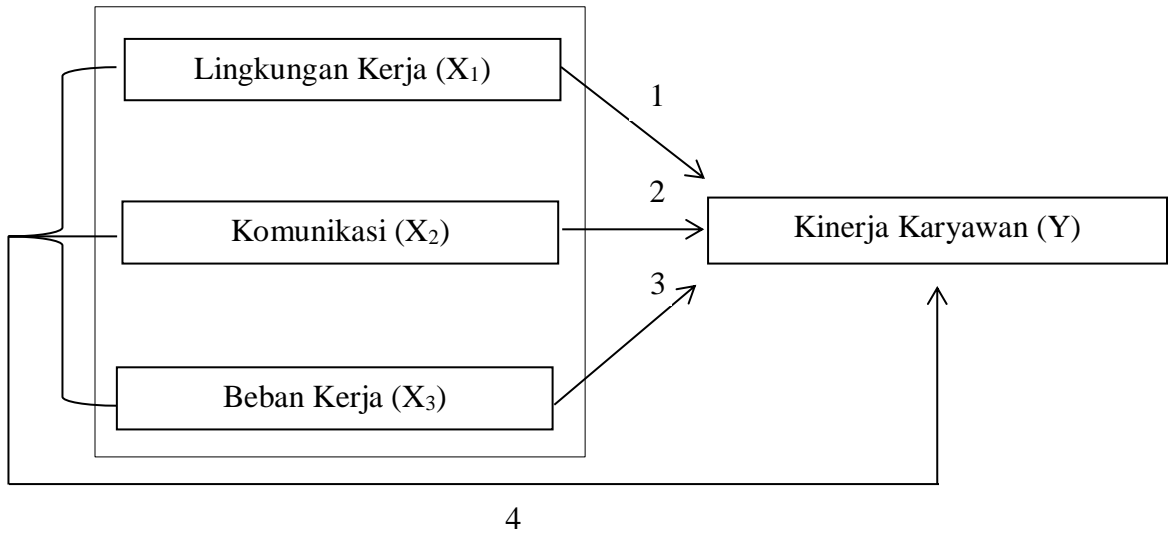 Lingkungan Kerja (X₁)
1
2
Komunikasi (X₂)
Kinerja Karyawan (Y)
3
Beban Kerja (X₃)
4